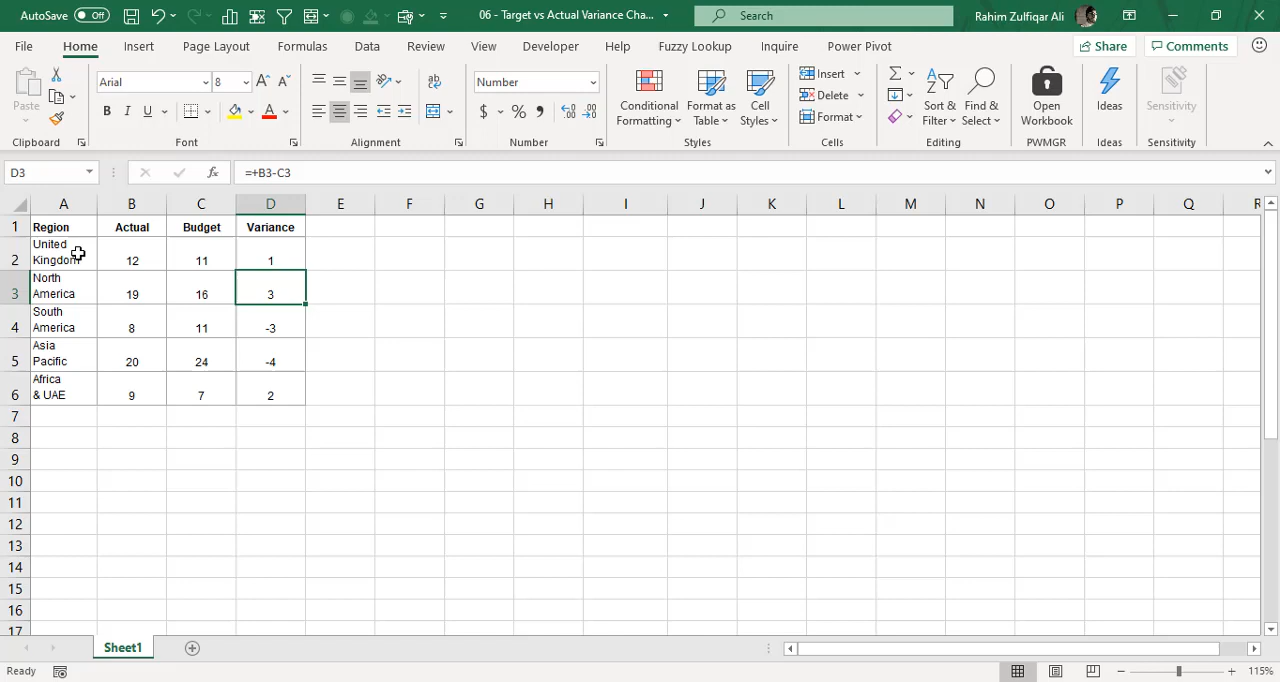 AutoSave Off 06 - Target vs Actual Variance Cha... Search Rahim Zulfiqar Ali
File Home Insert Page Layout Formulas Data Review View Developer Help Fuzzy Lookup Inquire Power Pivot Share Comments
Paste
Arial 8
B I U
ab
Number
$ %
Conditional
Formatting
Format
Table
Cell
Styles
Insert
Delete
Format
Sort &
Filter
Find &
Select
Open
Workbook
Ideas
Sensitivity
Clipboard Font Alignment Number Styles Cells Editing PWMGR Ideas Sensitivity
D3 fx =+B3-C3
A B C D E F G H I J K L M N O P Q R
1 Region Actual Budget Variance
United
2 Kingdom 12 11 1
North
3 America 19 16 3
South
4 America 8 11 -3
Asia
5 Pacific 20 24 -4
Africa
6 & UAE 9 7 2
7
8
9
10
11
12
13
14
15
16
17
Sheet1
Ready 115%